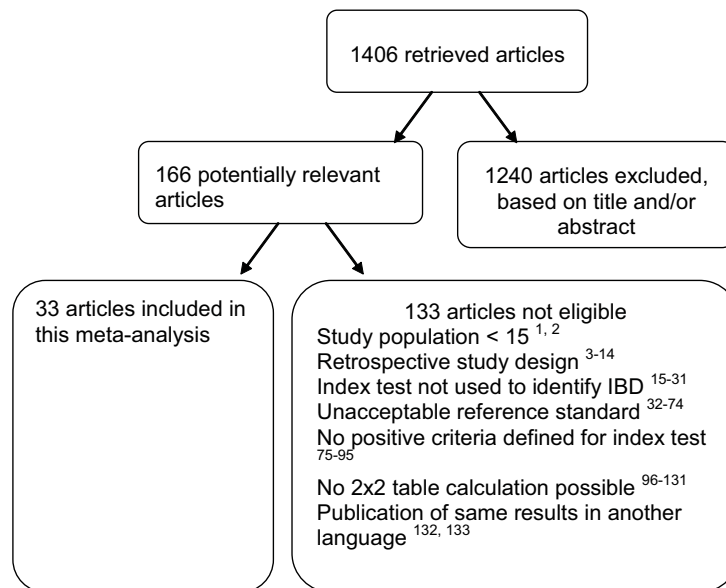 1406 retrieved articles
166 potentially relevant
articles
1240 articles excluded,
based on title and/or
abstract
33 articles included in
this meta-analysis
133 articles not eligible
Study population < 15 1, 2
Retrospective study design 3-14
Index test not used to identify IBD 15-31
Unacceptable reference standard 32-74
No positive criteria defined for index test
75-95
No 2x2 table calculation possible 96-131
Publication of same results in another
language 132, 133